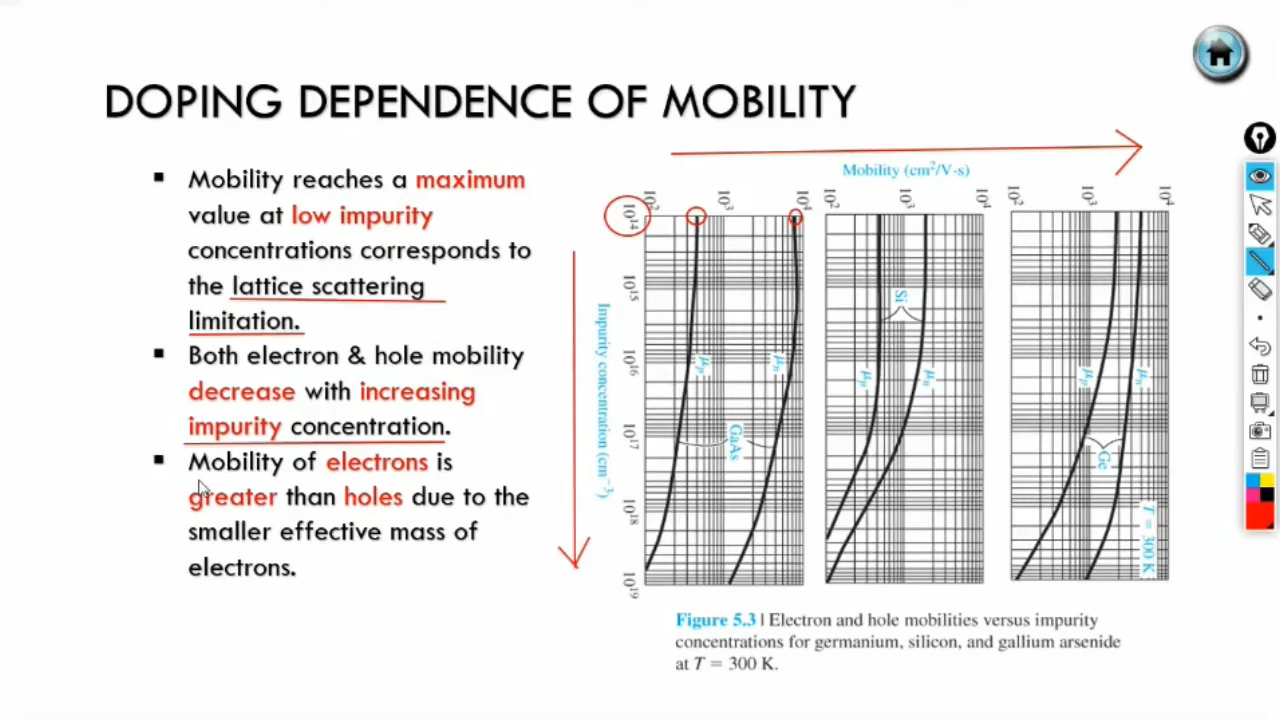 DOPING DEPENDENCE OF MOBILITY
▪ Mobility reaches a maximum
value at low impurity
concentrations corresponds to
the lattice scattering
limitation.
▪ Both electron & hole mobility
decrease with increasing
impurity concentration.
▪ Mobility of electrons is
greater than holes due to the
smaller effective mass of
electrons.
Mobility (cm²/V-s)
10² 10³ 10⁴ 10² 10³ 10⁴ 10² 10³ 10⁴
10¹⁴
10¹⁵
10¹⁶
10¹⁷
10¹⁸
10¹⁹
Impurity concentration (cm⁻³)
μp μn
GaAs
Si
μp μn
μp μn
Ge
T = 300 K
Figure 5.3 | Electron and hole mobilities versus impurity
concentrations for germanium, silicon, and gallium arsenide
at T = 300 K.